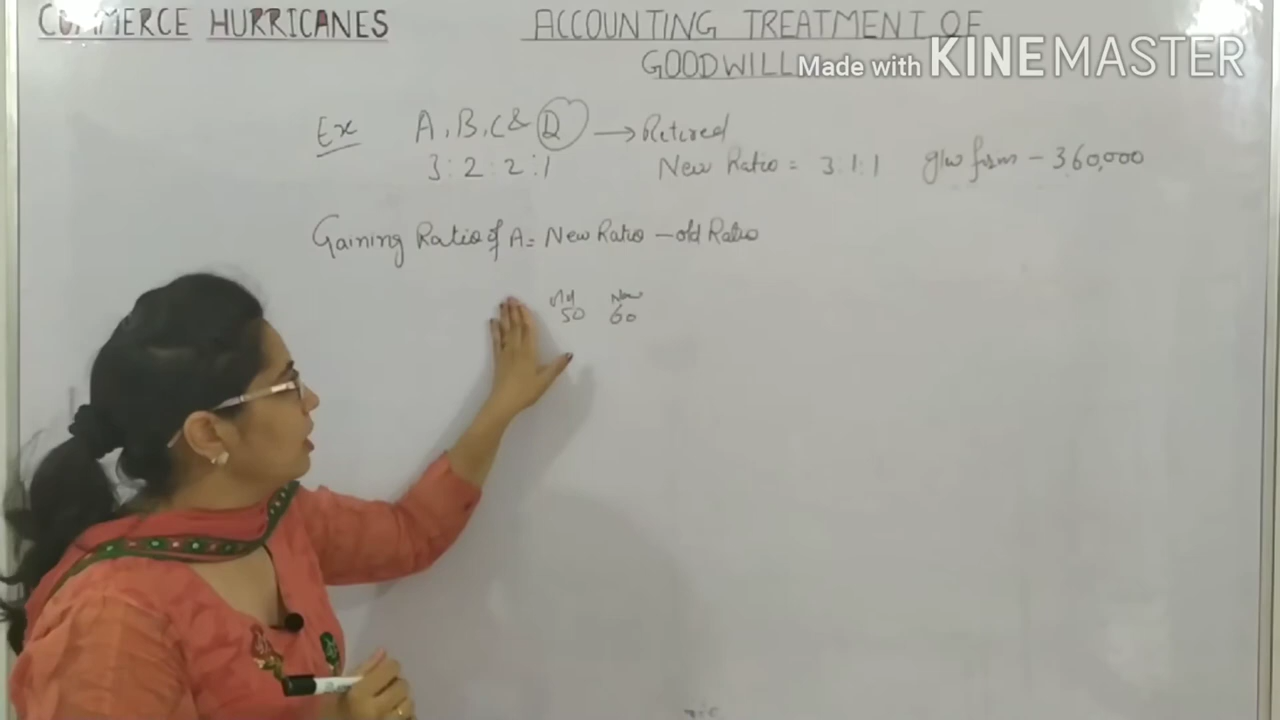 COMMERCE HURRICANES
ACCOUNTING TREATMENT OF
GOODWILL
Made with KINEMASTER
Ex A, B, C & D → Retired
3 : 2 : 2 : 1 New Ratio = 3:1:1 g/w firm - 360,000
Gaining Ratio of A = New Ratio - old Ratio
old New
50 60